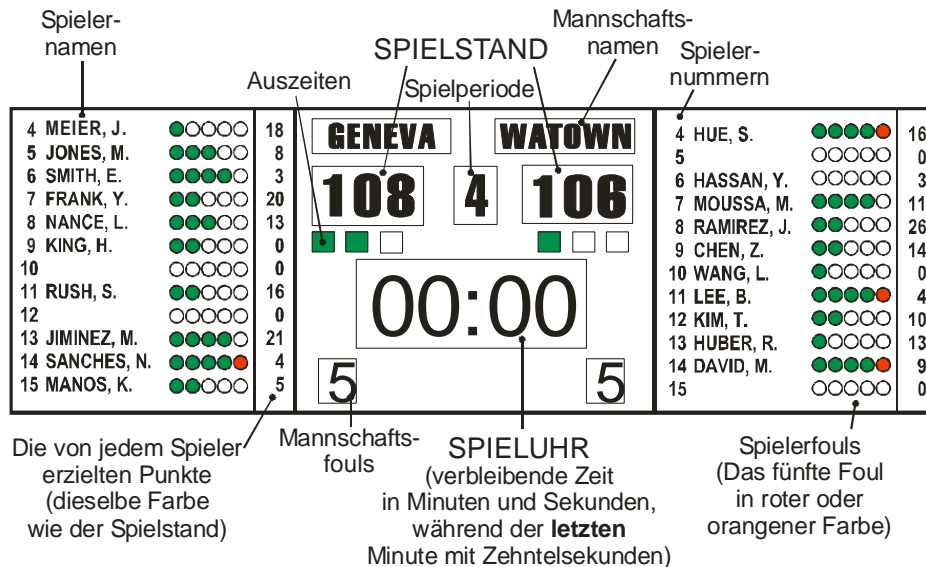 Spieler-
namen
Auszeiten
SPIELSTAND
Spielperiode
Mannschafts-
namen
Spieler-
nummern
4 MEIER, J. 18
5 JONES, M. 8
6 SMITH, E. 3
7 FRANK, Y. 20
8 NANCE, L. 13
9 KING, H. 0
10 0
11 RUSH, S. 16
12 0
13 JIMINEZ, M. 21
14 SANCHES, N. 4
15 MANOS, K. 5
GENEVA WATOWN
108 4 106
00:00
5 5
4 HUE, S. 16
5 0
6 HASSAN, Y. 3
7 MOUSSA, M. 11
8 RAMIREZ, J. 26
9 CHEN, Z. 14
10 WANG, L. 0
11 LEE, B. 4
12 KIM, T. 10
13 HUBER, R. 13
14 DAVID, M. 9
15 0
Die von jedem Spieler
erzielten Punkte
(dieselbe Farbe
wie der Spielstand)
Mannschafts-
fouls
SPIELUHR
(verbleibende Zeit
in Minuten und Sekunden,
während der letzten
Minute mit Zehntelsekunden)
Spielerfouls
(Das fünfte Foul
in roter oder
orangener Farbe)